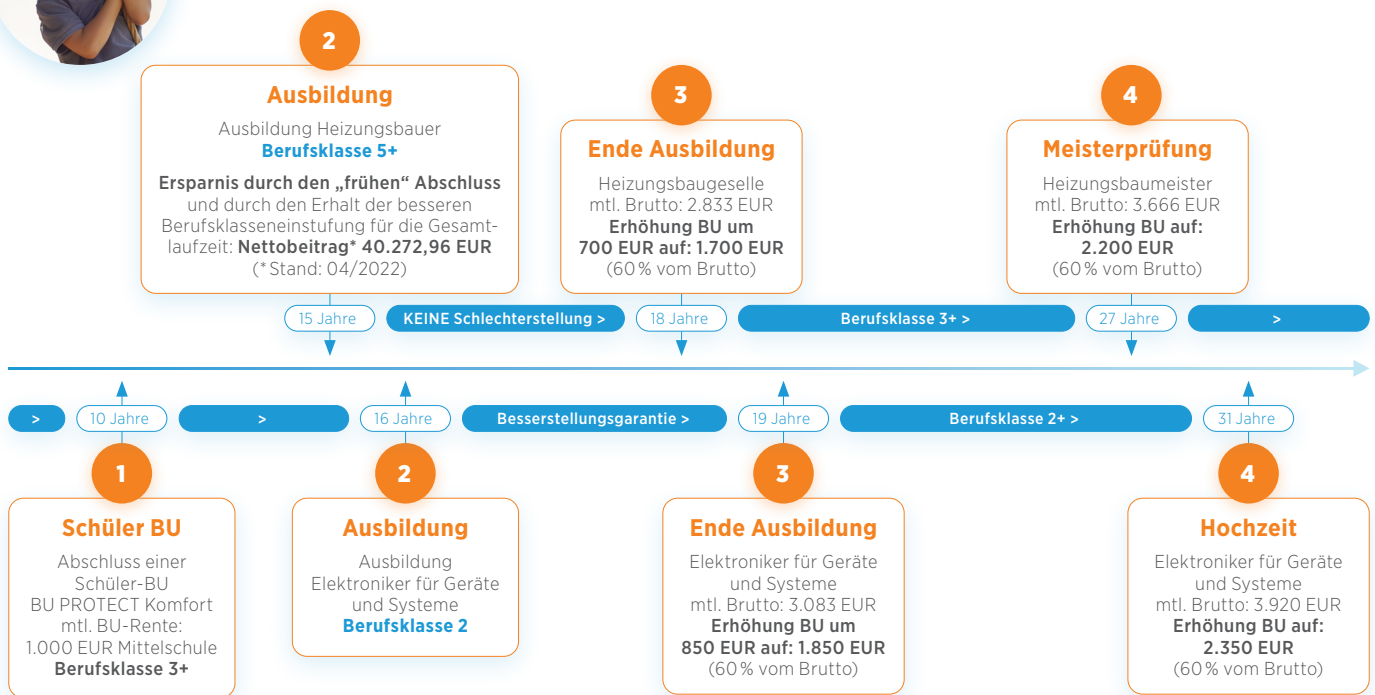 2
Ausbildung
Ausbildung Heizungsbauer
Berufsklasse 5+
Ersparnis durch den „frühen“ Abschluss
und durch den Erhalt der besseren
Berufsklasseneinstufung für die Gesamt-
laufzeit: Nettobeitrag* 40.272,96 EUR
(* Stand: 04/2022)
3
Ende Ausbildung
Heizungsbaugeselle
mtl. Brutto: 2.833 EUR
Erhöhung BU um
700 EUR auf: 1.700 EUR
(60 % vom Brutto)
4
Meisterprüfung
Heizungsbaumeister
mtl. Brutto: 3.666 EUR
Erhöhung BU auf:
2.200 EUR
(60 % vom Brutto)
15 Jahre
KEINE Schlechterstellung >
18 Jahre
Berufsklasse 3+ >
27 Jahre
>
>
10 Jahre
>
16 Jahre
Besserstellungsgarantie >
19 Jahre
Berufsklasse 2+ >
31 Jahre
1
Schüler BU
Abschluss einer
Schüler-BU
BU PROTECT Komfort
mtl. BU-Rente:
1.000 EUR Mittelschule
Berufsklasse 3+
2
Ausbildung
Ausbildung
Elektroniker für Geräte
und Systeme
Berufsklasse 2
3
Ende Ausbildung
Elektroniker für Geräte
und Systeme
mtl. Brutto: 3.083 EUR
Erhöhung BU um
850 EUR auf: 1.850 EUR
(60 % vom Brutto)
4
Hochzeit
Elektroniker für Geräte
und Systeme
mtl. Brutto: 3.920 EUR
Erhöhung BU auf:
2.350 EUR
(60 % vom Brutto)